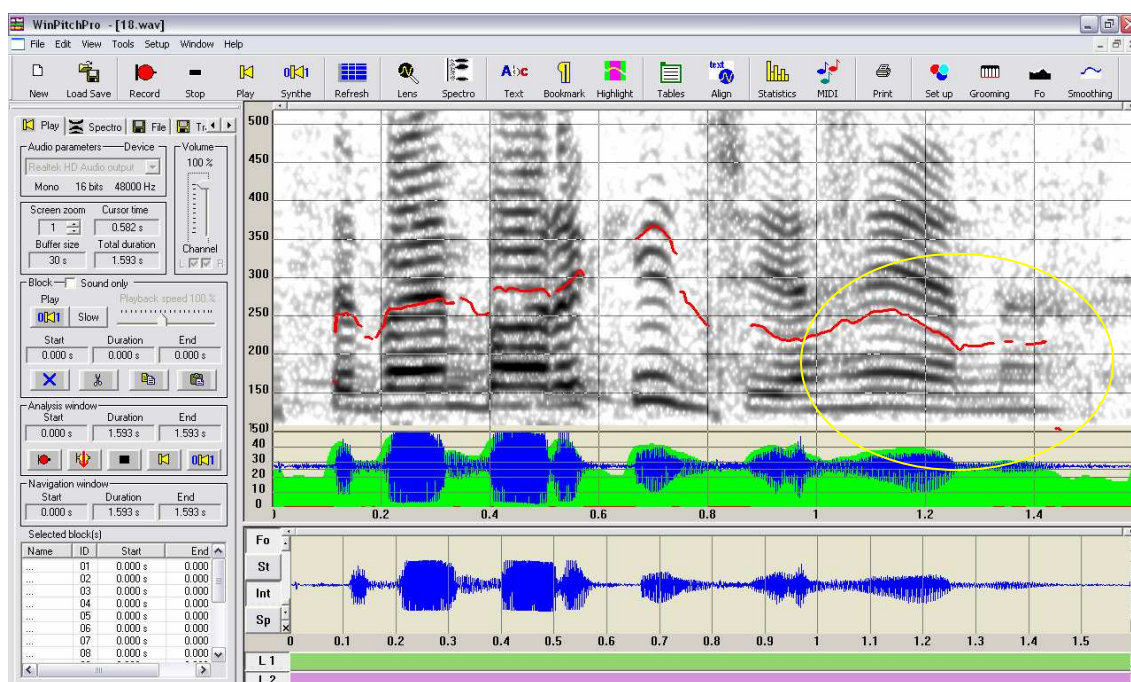 WinPitchPro - [18.wav]
File Edit View Tools Setup Window Help
New Load Save Record Stop Play Synthe Refresh Lens Spectro Text Bookmark Highlight Tables Align Statistics MIDI Print Set up Grooming Fo Smoothing
Play Spectro File
Audio parameters Device Volume
Realtek HD Audio output 100 %
Mono 16 bits 48000 Hz
Screen zoom Cursor time
1 0.582 s
Buffer size Total duration Channel
30 s 1.593 s L R
Block Sound only
Play Playback speed 100 %
Slow
Start Duration End
0.000 s 0.000 s 0.000 s
Analysis window
Start Duration End
0.000 s 1.593 s 1.593 s
Navigation window
Start Duration End
0.000 s 1.593 s 1.593 s
Selected block(s)
Name ID Start End
... 01 0.000 s 0.000
... 02 0.000 s 0.000
... 03 0.000 s 0.000
... 04 0.000 s 0.000
... 05 0.000 s 0.000
... 06 0.000 s 0.000
... 07 0.000 s 0.000
... 08 0.000 s 0.000
500
450
400
350
300
250
200
150
40
30
20
10
0
0.2 0.4 0.6 0.8 1 1.2 1.4
Fo
St
Int
Sp
0 0.1 0.2 0.3 0.4 0.5 0.6 0.7 0.8 0.9 1 1.1 1.2 1.3 1.4 1.5
L 1
L 2